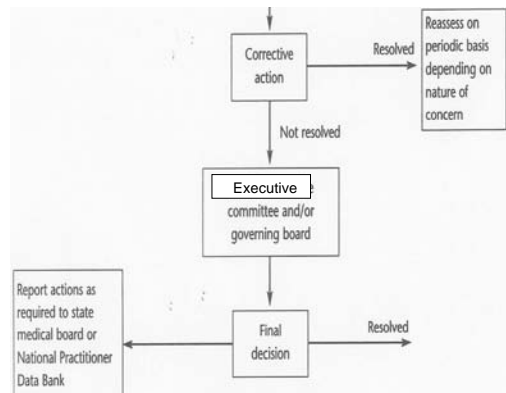 Corrective
action
Resolved
Reassess on
periodic basis
depending on
nature of
concern
Not resolved
Executive
committee and/or
governing board
Report actions as
required to state
medical board or
National Practitioner
Data Bank
Final
decision
Resolved